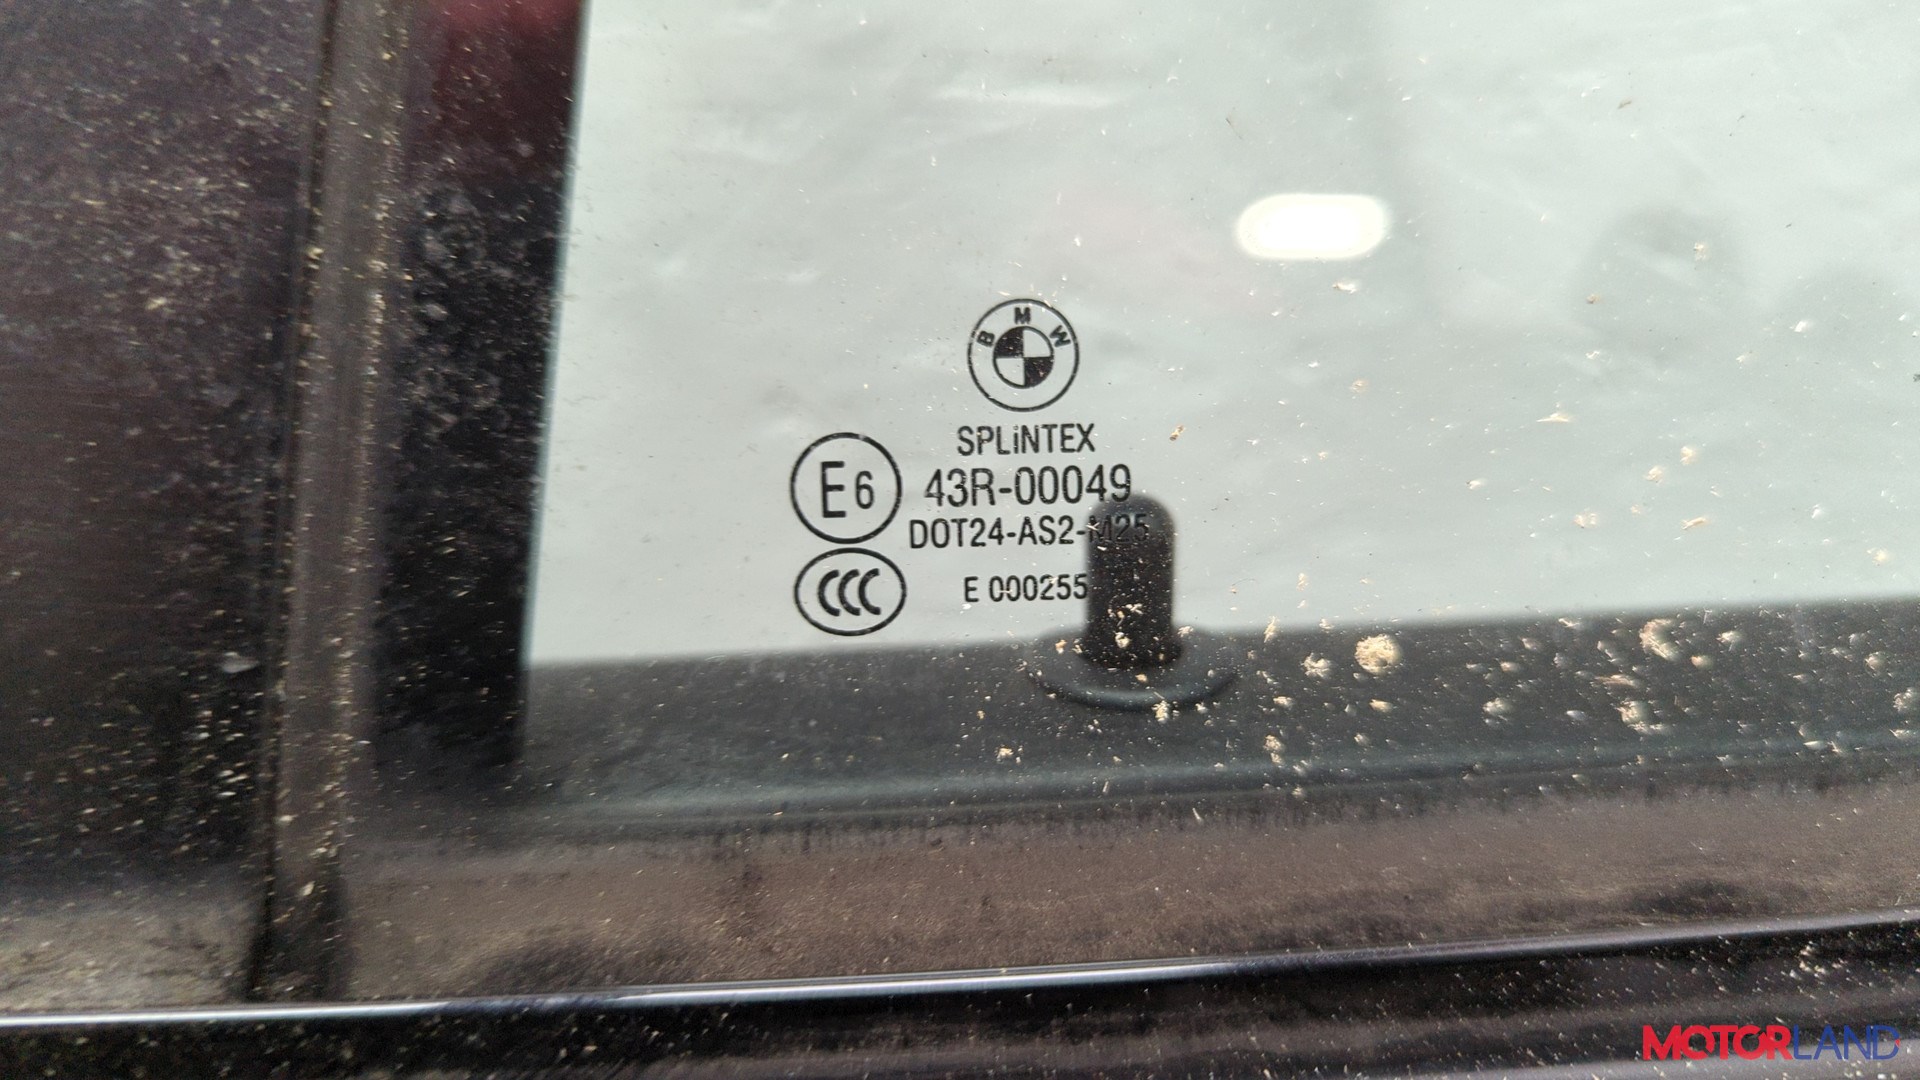 BMW
SPLiNTEX
E6
43R-00049
DOT24-AS2-M25
CCC
E 000255
MOTORLAND